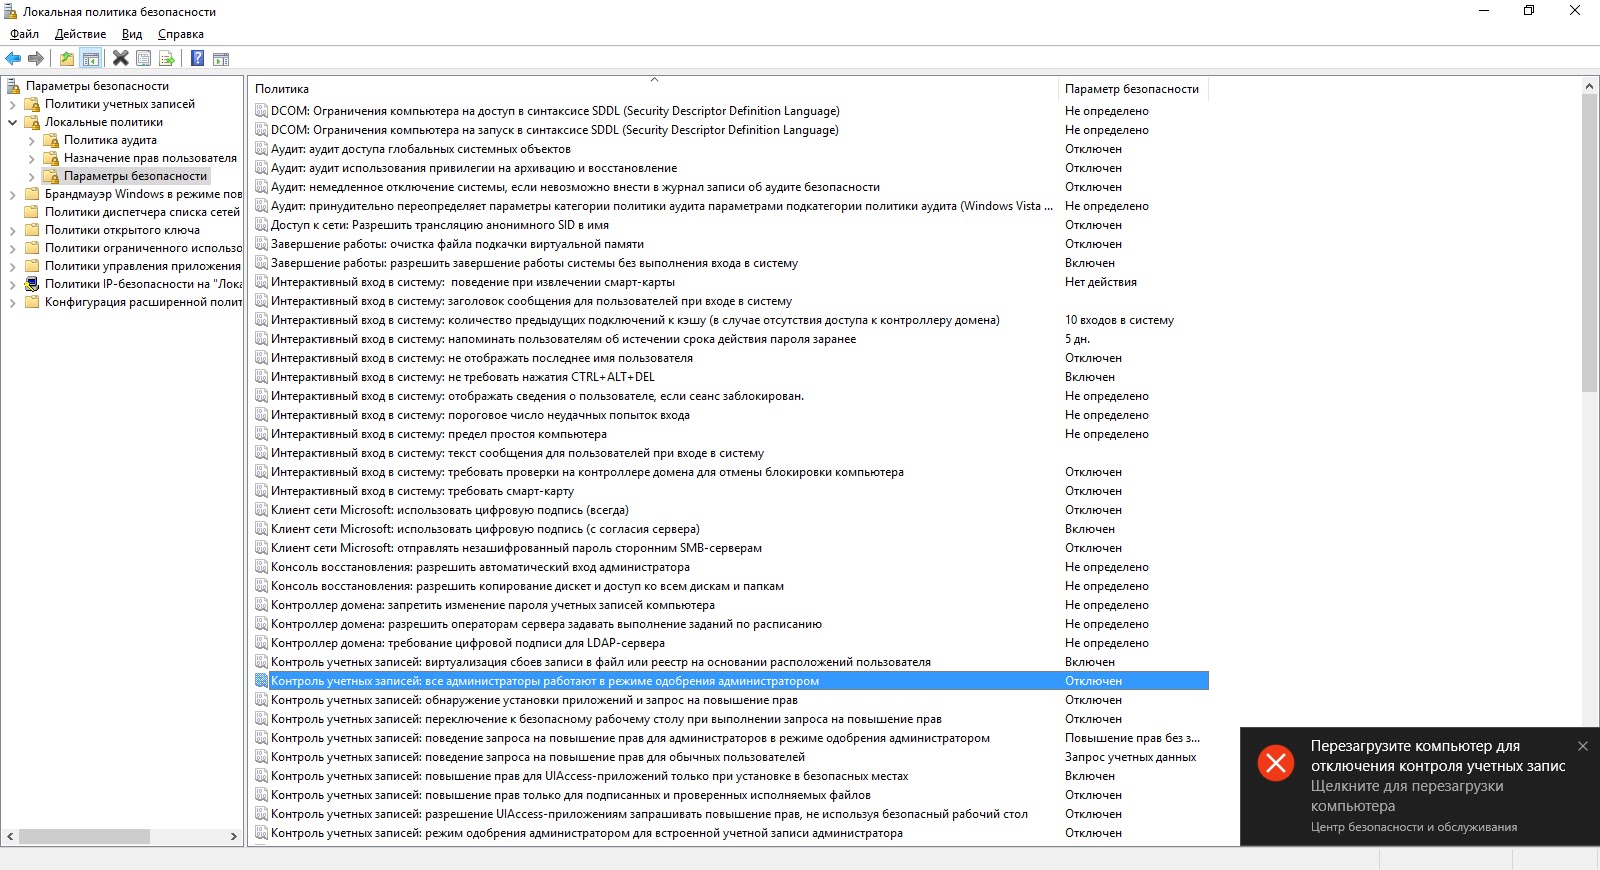 Локальная политика безопасности
Файл Действие Вид Справка
Параметры безопасности
Политики учетных записей
Локальные политики
Политика аудита
Назначение прав пользователя
Параметры безопасности
Брандмауэр Windows в режиме пов
Политики диспетчера списка сетей
Политики открытого ключа
Политики ограниченного использо
Политики управления приложения
Политики IP-безопасности на "Лока
Конфигурация расширенной полит
Политика Параметр безопасности
DCOM: Ограничения компьютера на доступ в синтаксисе SDDL (Security Descriptor Definition Language) Не определено
DCOM: Ограничения компьютера на запуск в синтаксисе SDDL (Security Descriptor Definition Language) Не определено
Аудит: аудит доступа глобальных системных объектов Отключен
Аудит: аудит использования привилегии на архивацию и восстановление Отключен
Аудит: немедленное отключение системы, если невозможно внести в журнал записи об аудите безопасности Отключен
Аудит: принудительно переопределяет параметры категории политики аудита параметрами подкатегории политики аудита (Windows Vista ... Не определено
Доступ к сети: Разрешить трансляцию анонимного SID в имя Отключен
Завершение работы: очистка файла подкачки виртуальной памяти Отключен
Завершение работы: разрешить завершение работы системы без выполнения входа в систему Включен
Интерактивный вход в систему:  поведение при извлечении смарт-карты Нет действия
Интерактивный вход в систему: заголовок сообщения для пользователей при входе в систему
Интерактивный вход в систему: количество предыдущих подключений к кэшу (в случае отсутствия доступа к контроллеру домена) 10 входов в систему
Интерактивный вход в систему: напоминать пользователям об истечении срока действия пароля заранее 5 дн.
Интерактивный вход в систему: не отображать последнее имя пользователя Отключен
Интерактивный вход в систему: не требовать нажатия CTRL+ALT+DEL Включен
Интерактивный вход в систему: отображать сведения о пользователе, если сеанс заблокирован. Не определено
Интерактивный вход в систему: пороговое число неудачных попыток входа Не определено
Интерактивный вход в систему: предел простоя компьютера Не определено
Интерактивный вход в систему: текст сообщения для пользователей при входе в систему
Интерактивный вход в систему: требовать проверки на контроллере домена для отмены блокировки компьютера Отключен
Интерактивный вход в систему: требовать смарт-карту Отключен
Клиент сети Microsoft: использовать цифровую подпись (всегда) Отключен
Клиент сети Microsoft: использовать цифровую подпись (с согласия сервера) Включен
Клиент сети Microsoft: отправлять незашифрованный пароль сторонним SMB-серверам Отключен
Консоль восстановления: разрешить автоматический вход администратора Не определено
Консоль восстановления: разрешить копирование дискет и доступ ко всем дискам и папкам Не определено
Контроллер домена: запретить изменение пароля учетных записей компьютера Не определено
Контроллер домена: разрешить операторам сервера задавать выполнение заданий по расписанию Не определено
Контроллер домена: требование цифровой подписи для LDAP-сервера Не определено
Контроль учетных записей: виртуализация сбоев записи в файл или реестр на основании расположений пользователя Включен
Контроль учетных записей: все администраторы работают в режиме одобрения администратором Отключен
Контроль учетных записей: обнаружение установки приложений и запрос на повышение прав Отключен
Контроль учетных записей: переключение к безопасному рабочему столу при выполнении запроса на повышение прав Отключен
Контроль учетных записей: поведение запроса на повышение прав для администраторов в режиме одобрения администратором Повышение прав без з...
Контроль учетных записей: поведение запроса на повышение прав для обычных пользователей Запрос учетных данных
Контроль учетных записей: повышение прав для UIAccess-приложений только при установке в безопасных местах Включен
Контроль учетных записей: повышение прав только для подписанных и проверенных исполняемых файлов Отключен
Контроль учетных записей: разрешение UIAccess-приложениям запрашивать повышение прав, не используя безопасный рабочий стол Отключен
Контроль учетных записей: режим одобрения администратором для встроенной учетной записи администратора Отключен
Перезагрузите компьютер для
отключения контроля учетных запис
Щелкните для перезагрузки
компьютера
Центр безопасности и обслуживания